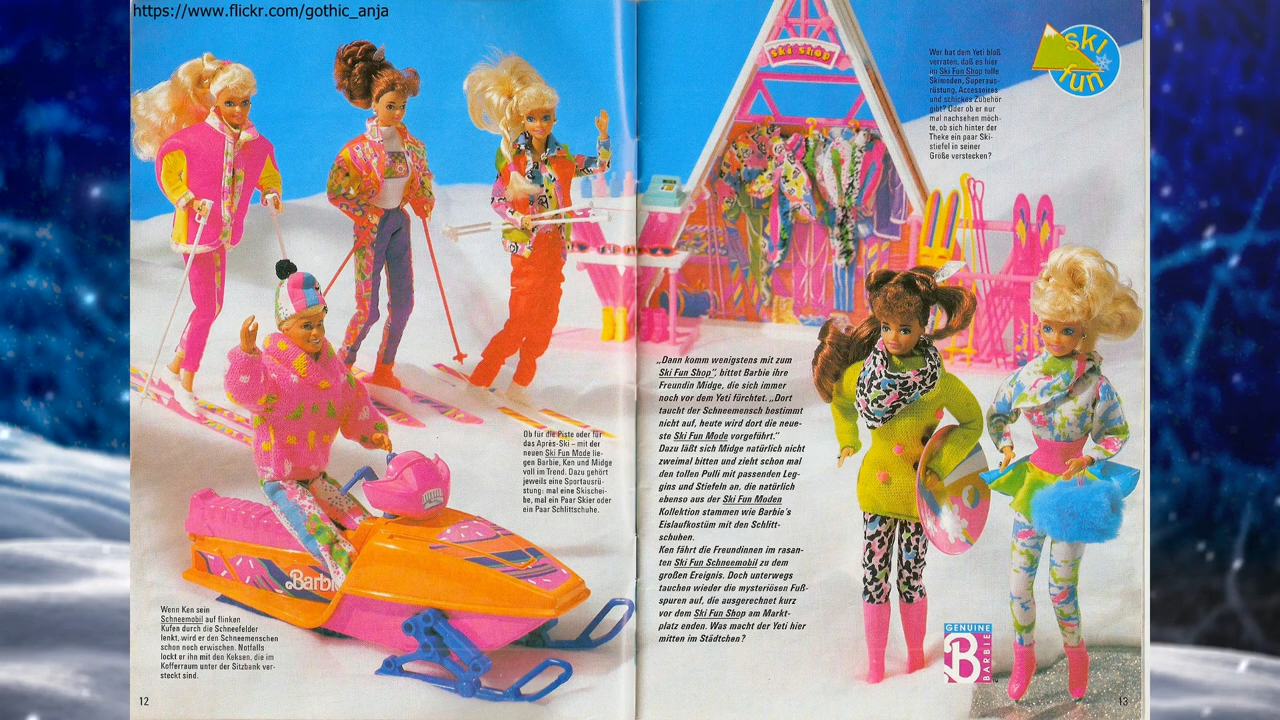 https://www.flickr.com/gothic_anja
ski shop
ski
fun
Wer hat dem Yeti bloß
verraten, daß es hier
im Ski Fun Shop tolle
Skimoden, Superaus-
rüstung, Accessoires
und schickes Zubehör
gibt? Oder ob er nur
mal nachsehen möch-
te, ob sich hinter der
Theke ein paar Ski-
stiefel in seiner
Größe verstecken?
„Dann komm wenigstens mit zum
Ski Fun Shop”, bittet Barbie ihre
Freundin Midge, die sich immer
noch vor dem Yeti fürchtet. „Dort
taucht der Schneemensch bestimmt
nicht auf, heute wird dort die neue-
ste Ski Fun Mode vorgeführt.”
Dazu läßt sich Midge natürlich nicht
zweimal bitten und zieht schon mal
den tollen Pulli mit passenden Leg-
gins und Stiefeln an, die natürlich
ebenso aus der Ski Fun Moden
Kollektion stammen wie Barbie's
Eislaufkostüm mit den Schlitt-
schuhen.
Ken fährt die Freundinnen im rasan-
ten Ski Fun Schneemobil zu dem
großen Ereignis. Doch unterwegs
tauchen wieder die mysteriösen Fuß-
spuren auf, die ausgerechnet kurz
vor dem Ski Fun Shop am Markt-
platz enden. Was macht der Yeti hier
mitten im Städtchen?
Ob für die Piste oder für
das Après-Ski – mit der
neuen Ski Fun Mode lie-
gen Barbie, Ken und Midge
voll im Trend. Dazu gehört
jeweils eine Sportausrü-
stung: mal eine Skischei-
be, mal ein Paar Skier oder
ein Paar Schlittschuhe.
Barbie
Wenn Ken sein
Schneemobil auf flinken
Kufen durch die Schneefelder
lenkt, wird er den Schneemenschen
schon noch erwischen. Notfalls
lockt er ihn mit den Keksen, die im
Kofferraum unter der Sitzbank ver-
steckt sind.
GENUINE
B
BARBIE
12
13